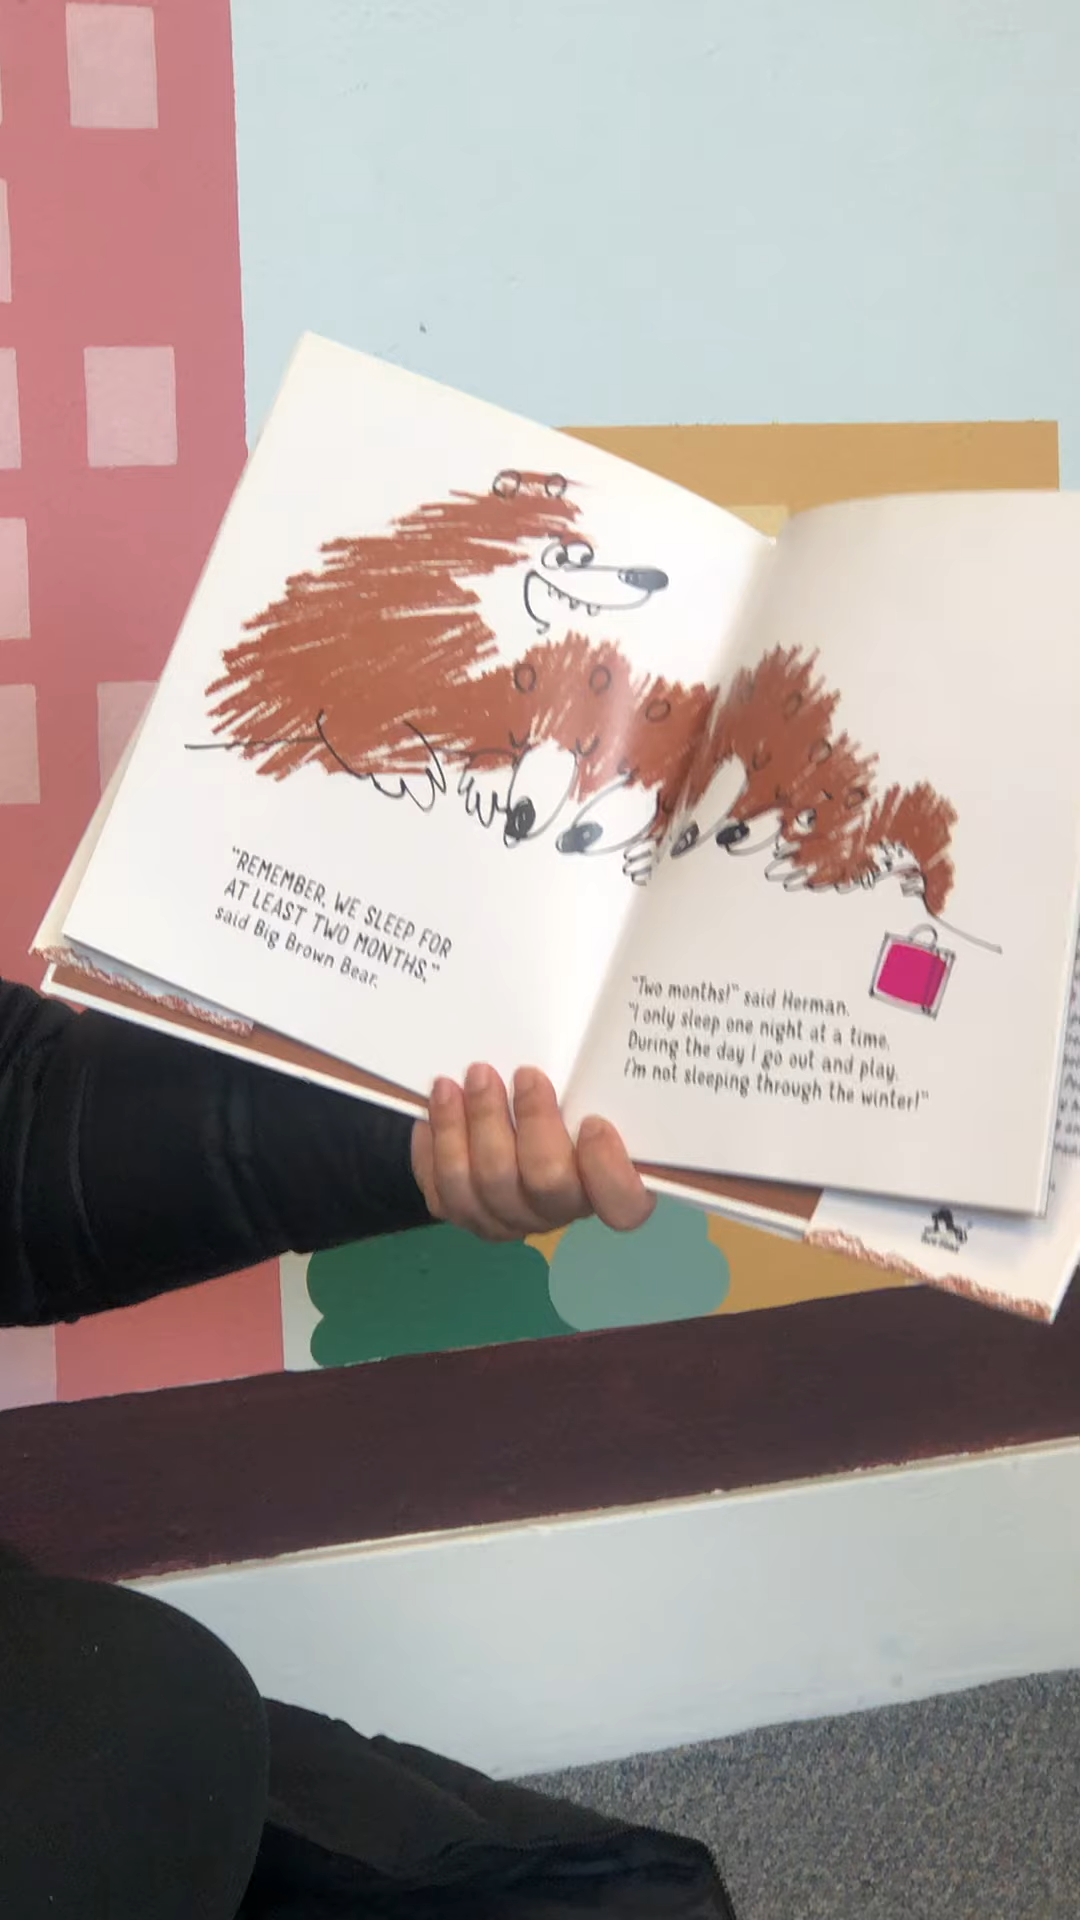 "REMEMBER, WE SLEEP FOR
AT LEAST TWO MONTHS,"
said Big Brown Bear.
"Two months!" said Herman.
"I only sleep one night at a time.
During the day I go out and play.
I'm not sleeping through the winter!"